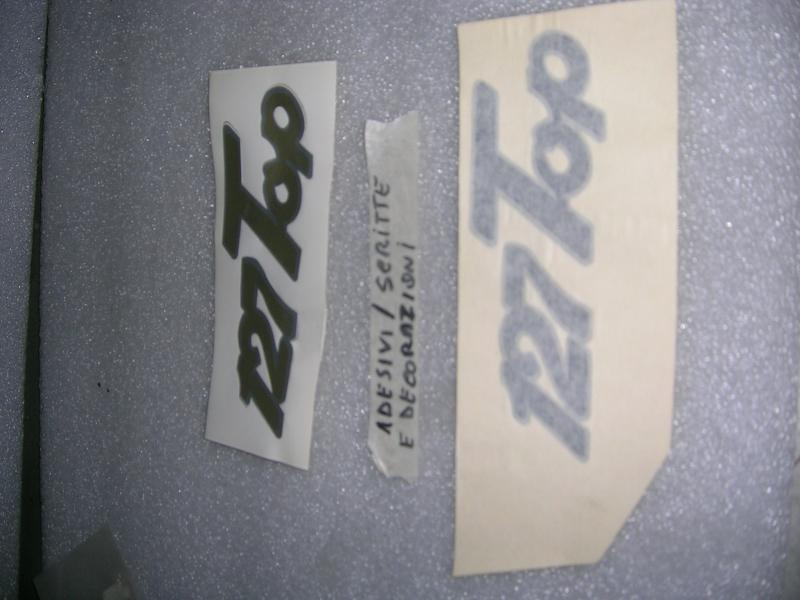 127 Top
ADESIVI / SCRITTE
E DECORAZIONI
127 Top